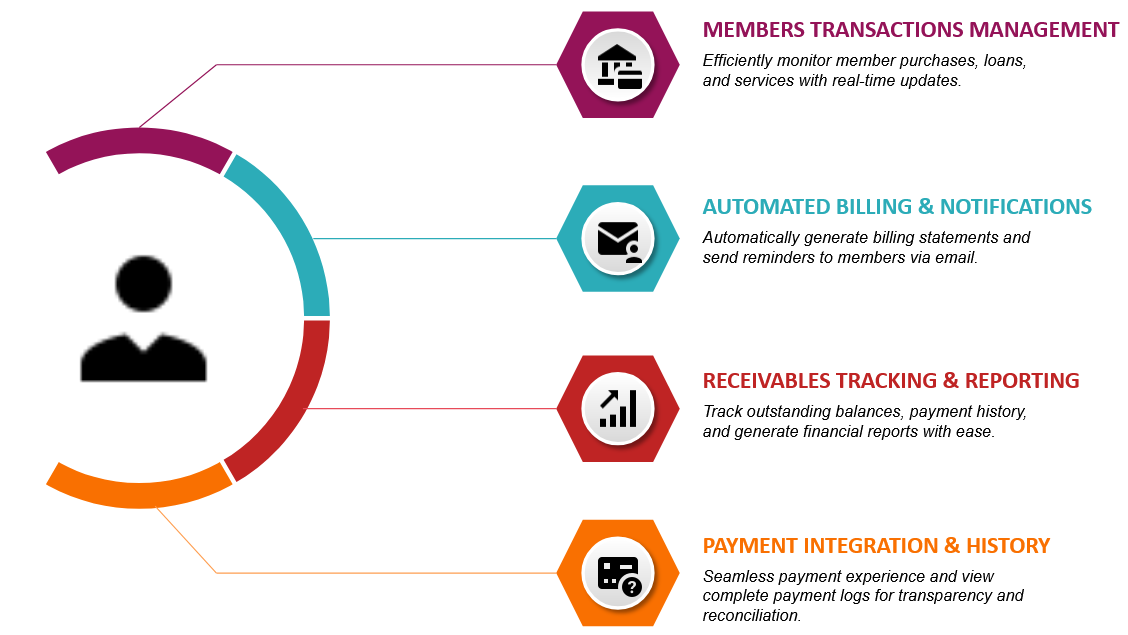 MEMBERS TRANSACTIONS MANAGEMENT
Efficiently monitor member purchases, loans,
and services with real-time updates.
AUTOMATED BILLING & NOTIFICATIONS
Automatically generate billing statements and
send reminders to members via email.
RECEIVABLES TRACKING & REPORTING
Track outstanding balances, payment history,
and generate financial reports with ease.
PAYMENT INTEGRATION & HISTORY
Seamless payment experience and view
complete payment logs for transparency and
reconciliation.
?